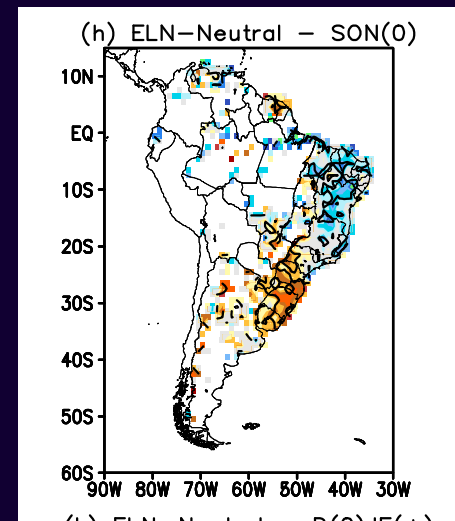 (h) ELN–Neutral – SON(0)
10N
EQ
10S
20S
30S
40S
50S
60S
90W 80W 70W 60W 50W 40W 30W